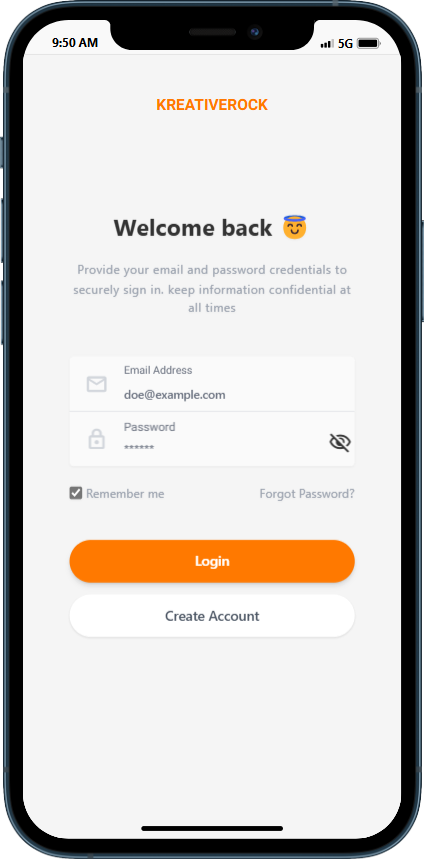 9:50 AM 5G
KREATIVEROCK
Welcome back 😇
Provide your email and password credentials to
securely sign in. keep information confidential at
all times
Email Address
doe@example.com
Password
******
Remember me Forgot Password?
Login
Create Account